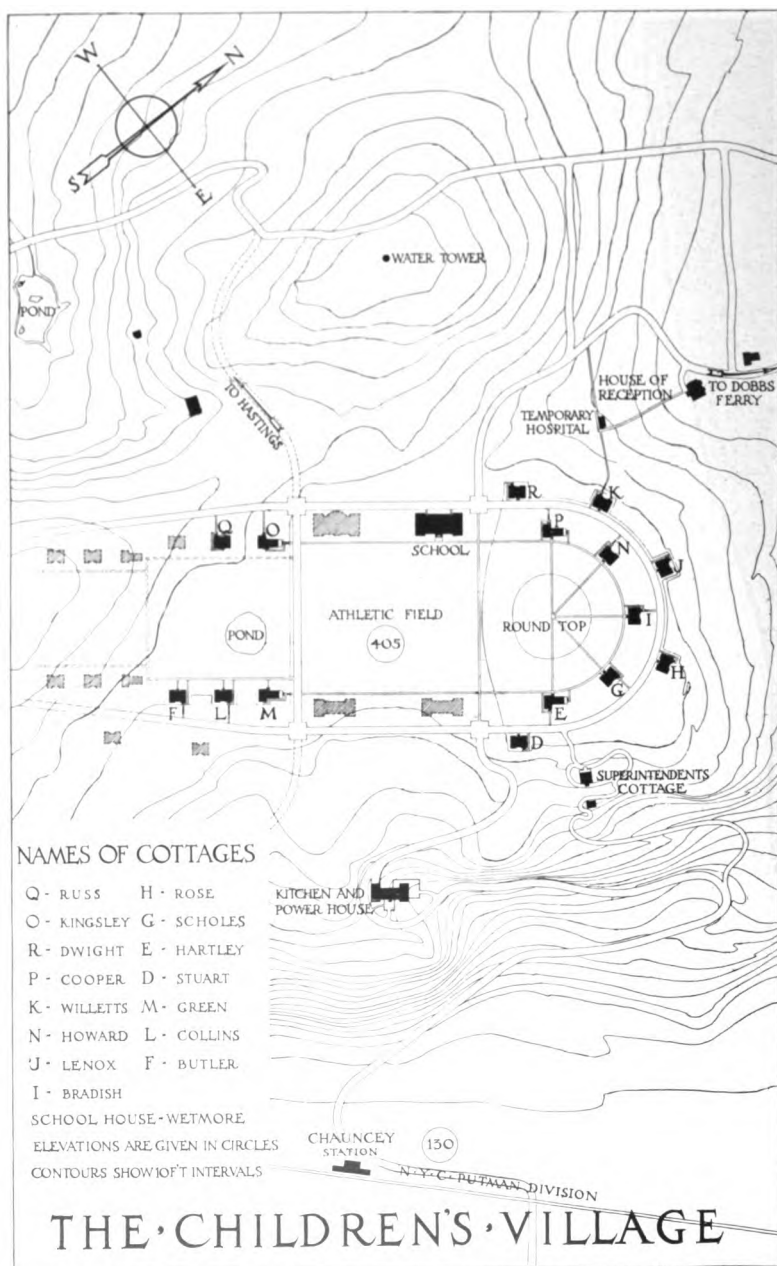 W
N
S
E
WATER TOWER
POND
TO HASTINGS
HOUSE OF
RECEPTION
TO DOBBS
FERRY
TEMPORARY
HOSPITAL
R
K
Q
O
P
SCHOOL
N
J
ATHLETIC FIELD
405
ROUND TOP
I
POND
H
G
F
L
M
E
D
SUPERINTENDENTS
COTTAGE
KITCHEN AND
POWER HOUSE
NAMES OF COTTAGES
Q - RUSS
O - KINGSLEY
R - DWIGHT
P - COOPER
K - WILLETTS
N - HOWARD
J - LENOX
I - BRADISH
H - ROSE
G - SCHOLES
E - HARTLEY
D - STUART
M - GREEN
L - COLLINS
F - BUTLER
SCHOOL HOUSE - WETMORE
ELEVATIONS ARE GIVEN IN CIRCLES
CONTOURS SHOW 10F'T INTERVALS
CHAUNCEY
STATION
130
N·Y·C·PUTMAN DIVISION
THE·CHILDREN'S·VILLAGE